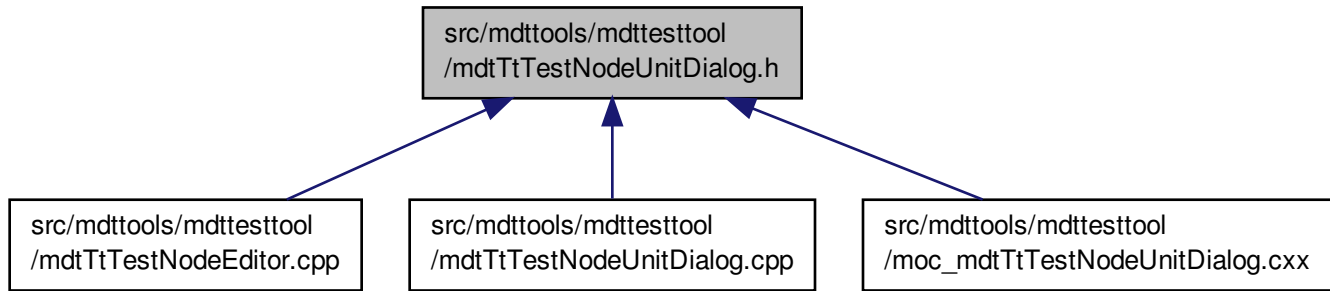 src/mdttools/mdttesttool
/mdtTtTestNodeUnitDialog.h
src/mdttools/mdttesttool
/mdtTtTestNodeEditor.cpp
src/mdttools/mdttesttool
/mdtTtTestNodeUnitDialog.cpp
src/mdttools/mdttesttool
/moc_mdtTtTestNodeUnitDialog.cxx